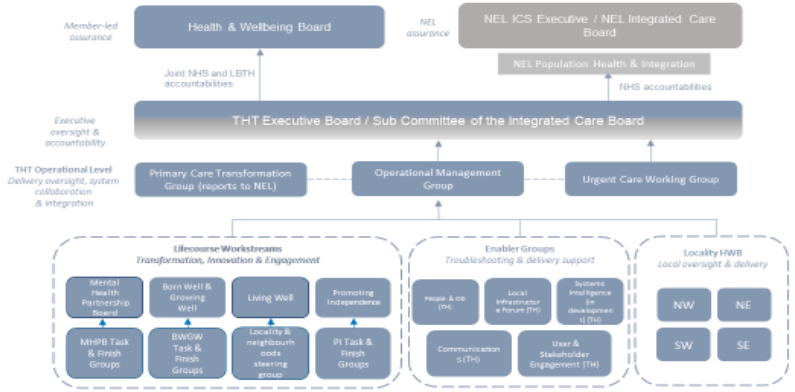 Member-led
assurance
Health & Wellbeing Board
NEL
assurance
NEL ICS Executive / NEL Integrated Care
Board
NEL Population Health & Integration
Joint NHS and LBTH
accountabilities
NHS accountabilities
Executive
oversight &
accountability
THT Executive Board / Sub Committee of the Integrated Care Board
THT Operational Level
Delivery oversight, system
collaboration
& integration
Primary Care Transformation
Group (reports to NEL)
Operational Management
Group
Urgent Care Working Group
Lifecourse Workstreams
Transformation, Innovation & Engagement
Mental
Health
Partnership
Board
Born Well &
Growing
Well
Living Well
Promoting
Independence
MHPB Task
& Finish
Groups
BWGW
Task &
Finish
Groups
Locality &
neighbourh
oods
steering
group
PI Task &
Finish
Groups
Enabler Groups
Troubleshooting & delivery support
People & OD
(TH)
Local
Infrastructur
e Forum (TH)
Systems
Intelligence
(in
developmen
t) (TH)
Communication
s (TH)
User &
Stakeholder
Engagement (TH)
Locality HWB
Local oversight & delivery
NW
NE
SW
SE